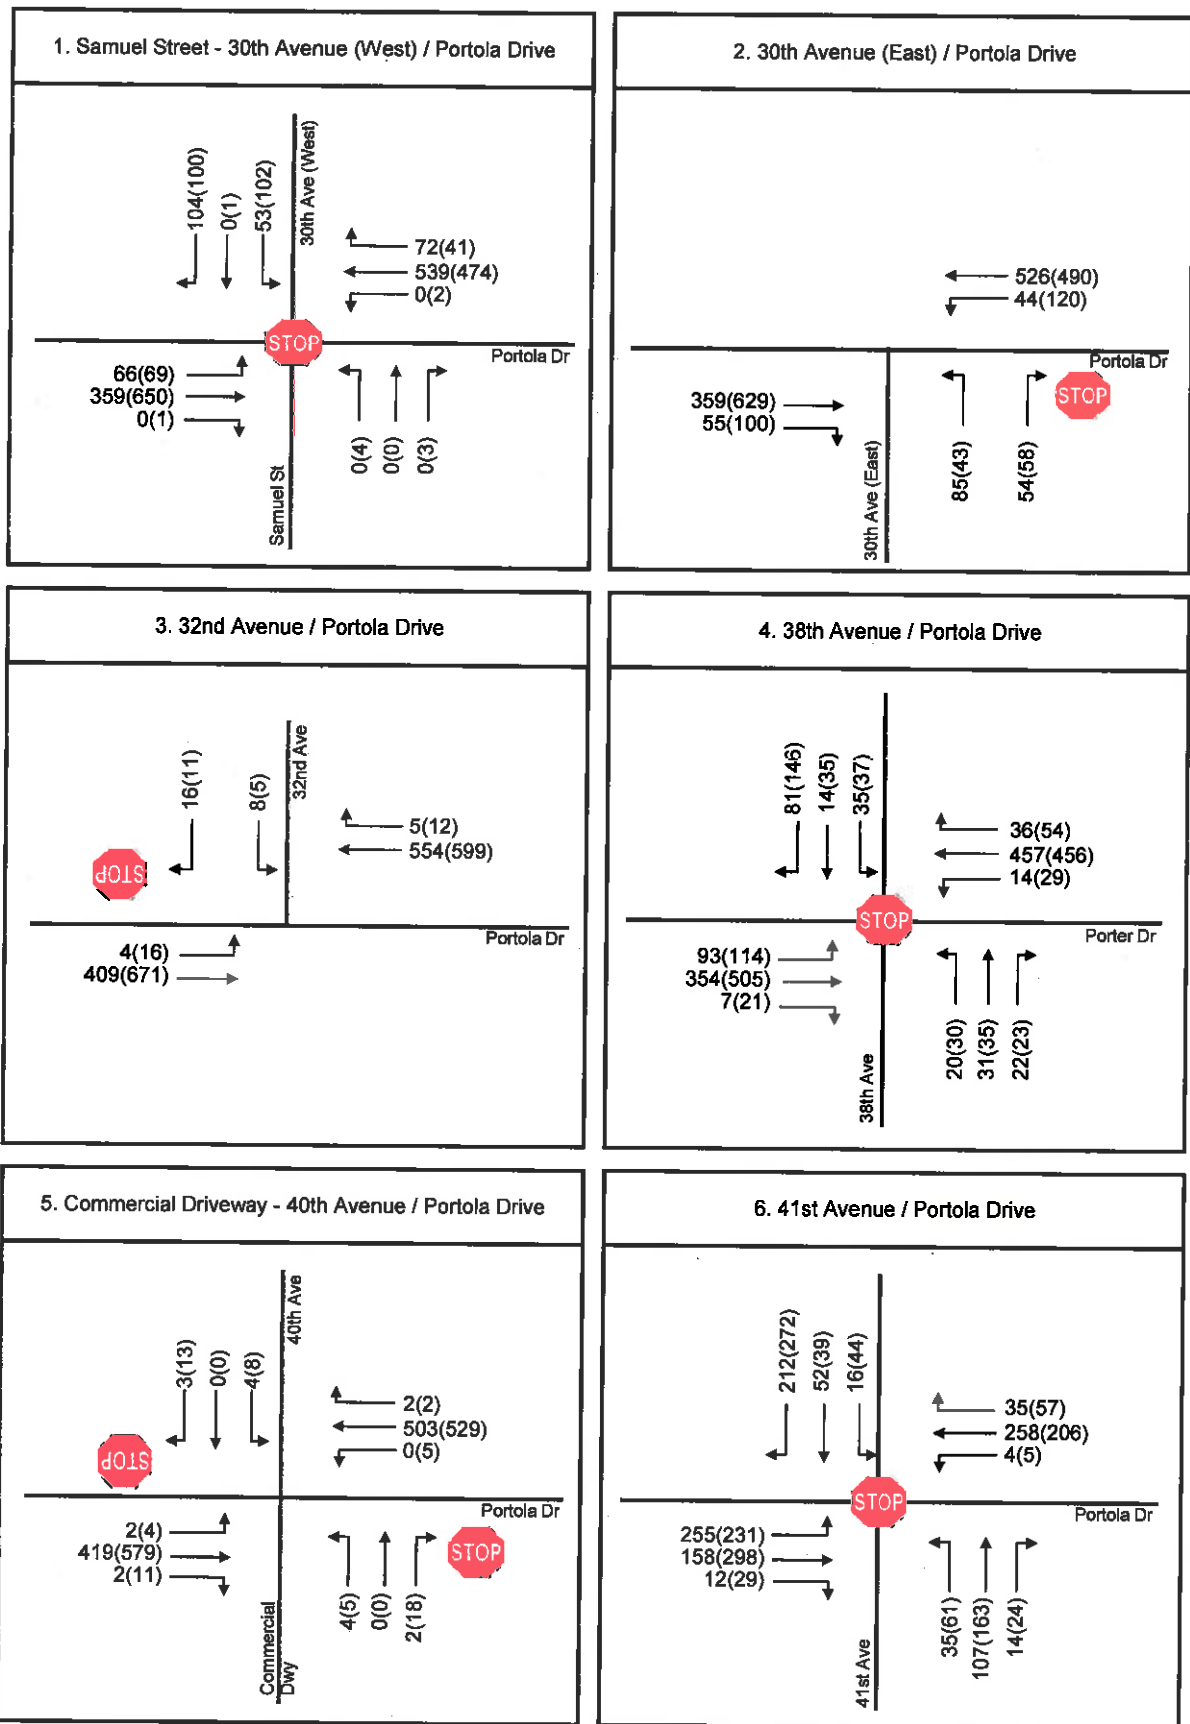 1. Samuel Street - 30th Avenue (West) / Portola Drive
104(100)
0(1)
53(102)
30th Ave (West)
72(41)
539(474)
0(2)
STOP
Portola Dr
66(69)
359(650)
0(1)
Samuel St
0(4)
0(0)
0(3)
2. 30th Avenue (East) / Portola Drive
526(490)
44(120)
Portola Dr
STOP
359(629)
55(100)
30th Ave (East)
85(43)
54(58)
3. 32nd Avenue / Portola Drive
16(11)
8(5)
32nd Ave
5(12)
554(599)
STOP
Portola Dr
4(16)
409(671)
4. 38th Avenue / Portola Drive
81(146)
14(35)
35(37)
36(54)
457(456)
14(29)
STOP
Porter Dr
93(114)
354(505)
7(21)
38th Ave
20(30)
31(35)
22(23)
5. Commercial Driveway - 40th Avenue / Portola Drive
3(13)
0(0)
4(8)
40th Ave
2(2)
503(529)
0(5)
STOP
Portola Dr
2(4)
419(579)
2(11)
Commercial
Dwy
4(5)
0(0)
2(18)
STOP
6. 41st Avenue / Portola Drive
212(272)
52(39)
16(44)
35(57)
258(206)
4(5)
STOP
Portola Dr
255(231)
158(298)
12(29)
41st Ave
35(61)
107(163)
14(24)